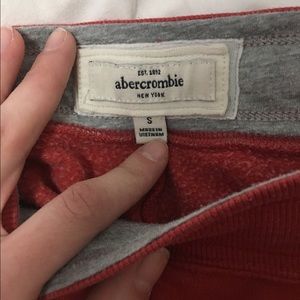 EST. 1892
abercrombie
NEW YORK
S
MADE IN
VIETNAM